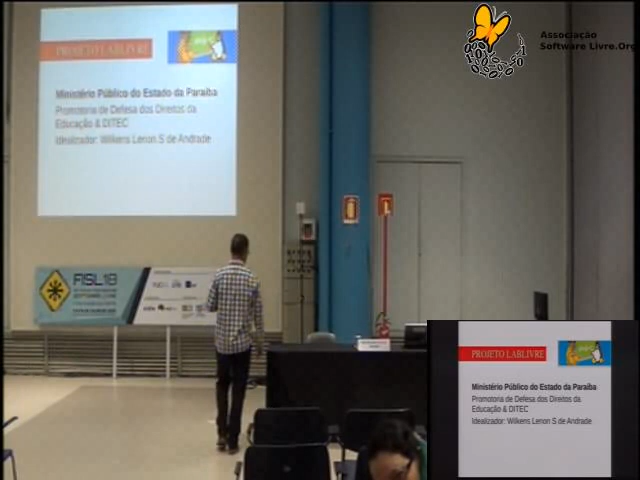 Associação
Software Livre.Org
PROJETO LABLIVRE
Ministério Público do Estado da Paraíba
Promotoria de Defesa dos Direitos da
Educação & DITEC
Idealizador: Wilkens Lenon S de Andrade
FISL18
PROJETO LABLIVRE
Ministério Público do Estado da Paraíba
Promotoria de Defesa dos Direitos da
Educação & DITEC
Idealizador: Wilkens Lenon S de Andrade